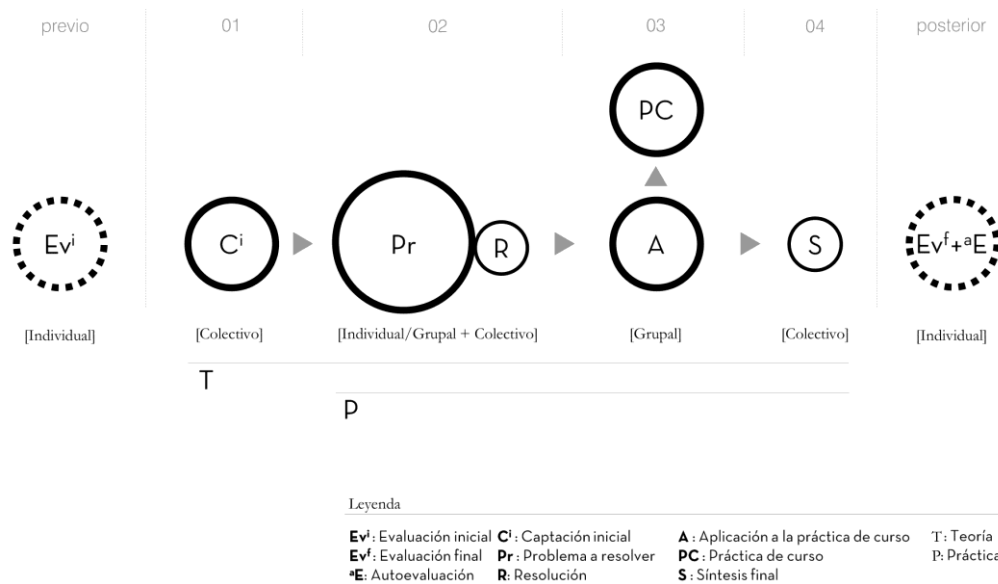 previo 01 02 03 04 posterior
PC
Evⁱ Cⁱ Pr R A S Evᶠ+ᵃE
[Individual] [Colectivo] [Individual/Grupal + Colectivo] [Grupal] [Colectivo] [Individual]
T
P
Leyenda
Evⁱ: Evaluación inicial Cⁱ: Captación inicial A: Aplicación a la práctica de curso T: Teoría
Evᶠ: Evaluación final Pr: Problema a resolver PC: Práctica de curso P: Práctica
ᵃE: Autoevaluación R: Resolución S: Síntesis final